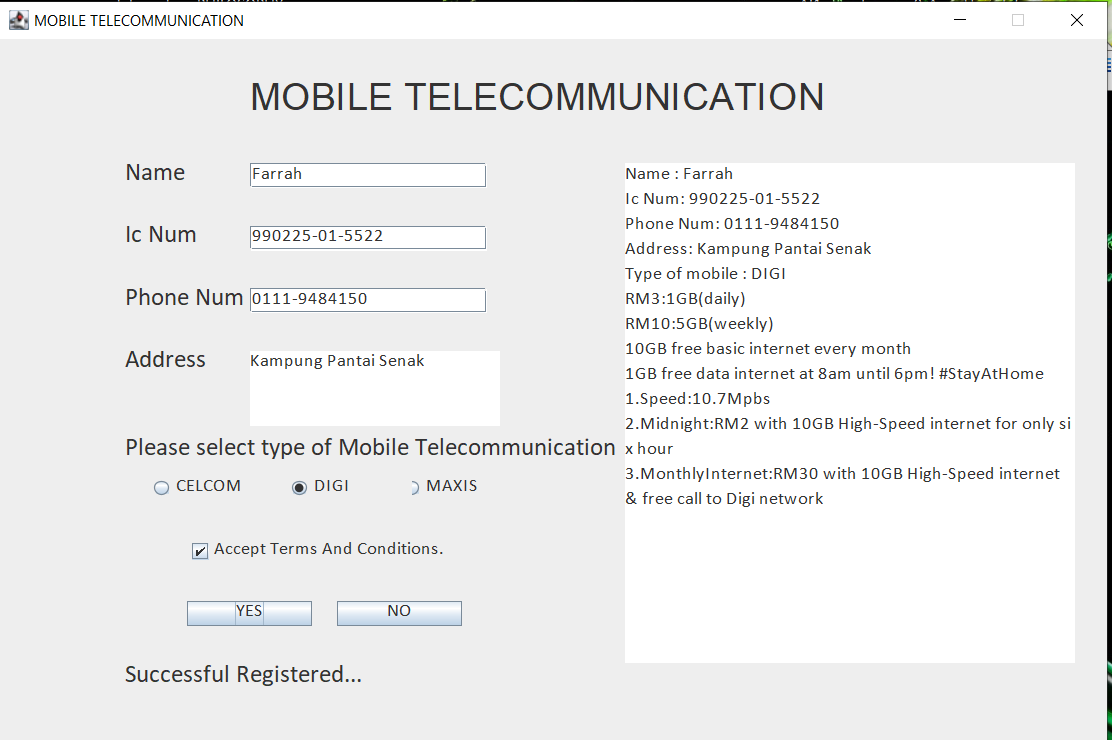 MOBILE TELECOMMUNICATION
MOBILE TELECOMMUNICATION
Name
Farrah
Ic Num
990225-01-5522
Phone Num
0111-9484150
Address
Kampung Pantai Senak
Please select type of Mobile Telecommunication
CELCOM
DIGI
MAXIS
Accept Terms And Conditions.
YES
NO
Successful Registered...
Name : Farrah
Ic Num: 990225-01-5522
Phone Num: 0111-9484150
Address: Kampung Pantai Senak
Type of mobile : DIGI
RM3:1GB(daily)
RM10:5GB(weekly)
10GB free basic internet every month
1GB free data internet at 8am until 6pm! #StayAtHome
1.Speed:10.7Mpbs
2.Midnight:RM2 with 10GB High-Speed internet for only si
x hour
3.MonthlyInternet:RM30 with 10GB High-Speed internet
& free call to Digi network